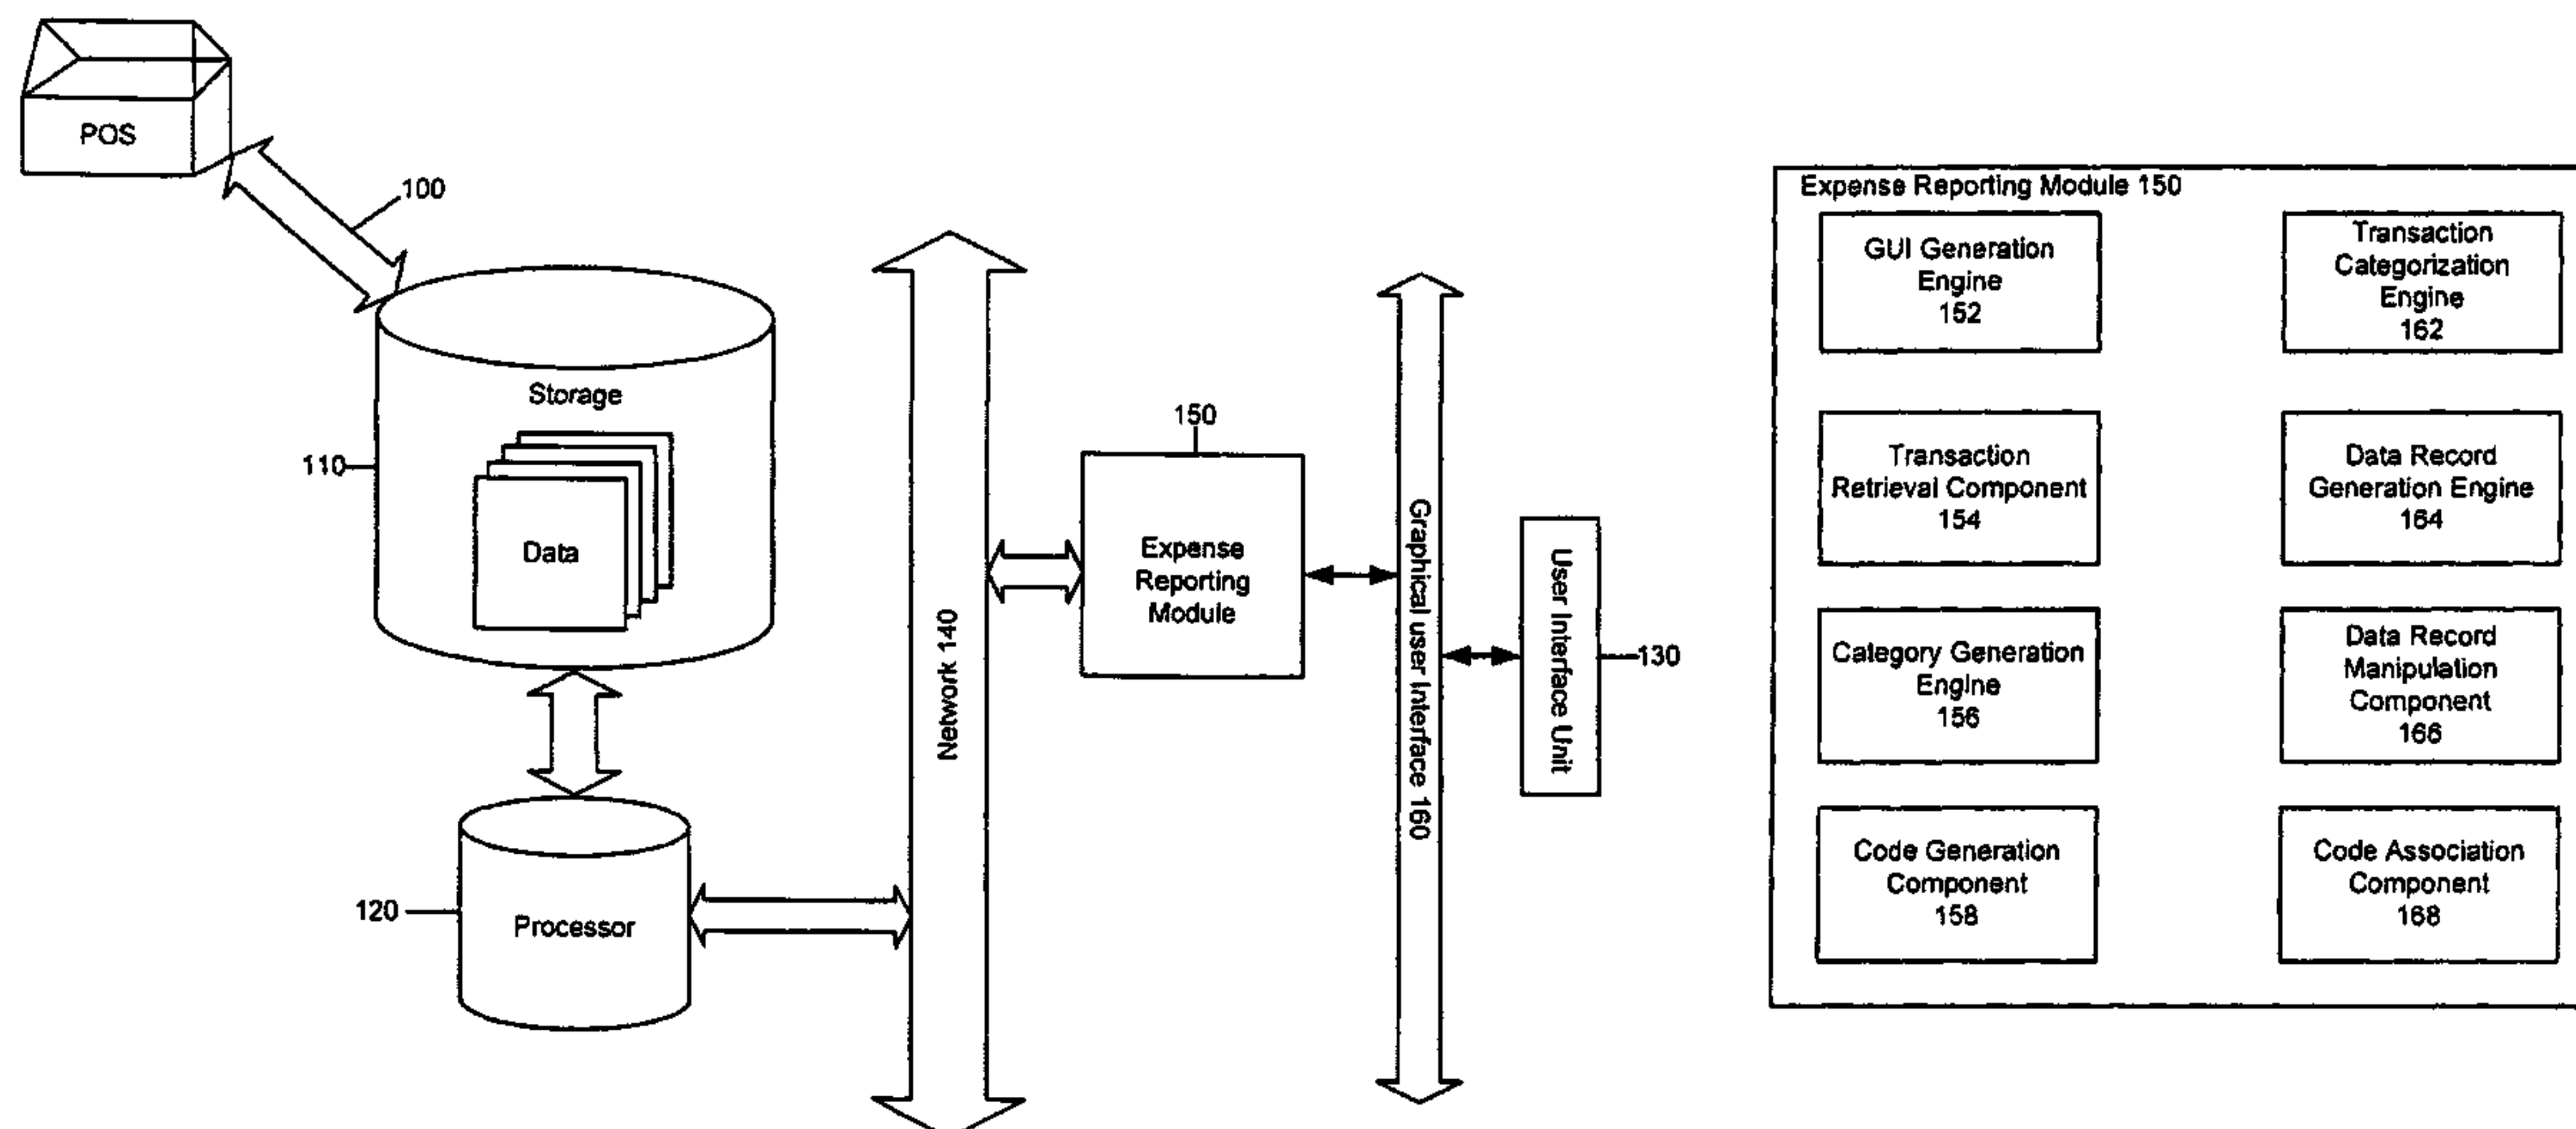 POS
100
Storage
110
Data
120
Processor
Network 140
150
Expense
Reporting
Module
Graphical user Interface 160
User Interface Unit
130
Expense Reporting Module 150
GUI Generation
Engine
152
Transaction
Categorization
Engine
162
Transaction
Retrieval Component
154
Data Record
Generation Engine
164
Category Generation
Engine
156
Data Record
Manipulation
Component
166
Code Generation
Component
158
Code Association
Component
168